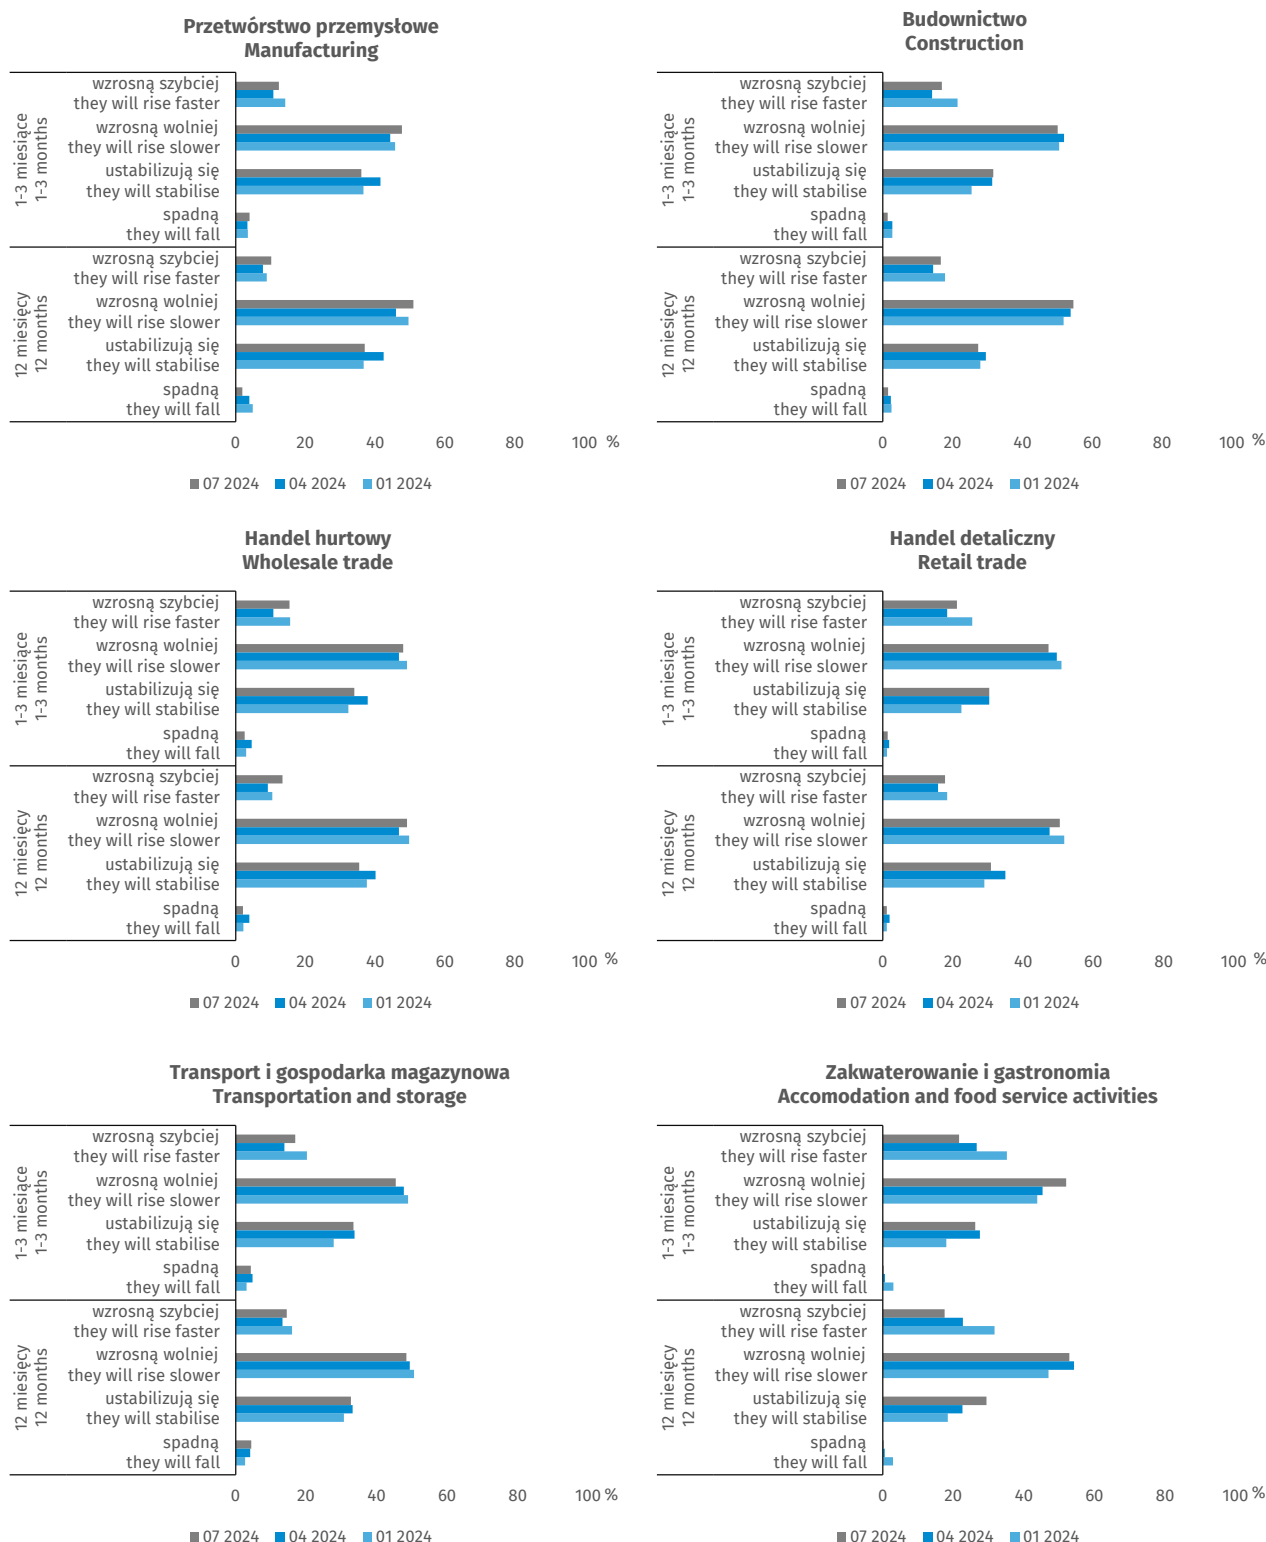 Przetwórstwo przemysłowe
Manufacturing
1-3 miesiące
1-3 months
wzrosną szybciej
they will rise faster
wzrosną wolniej
they will rise slower
ustabilizują się
they will stabilise
spadną
they will fall
12 miesięcy
12 months
wzrosną szybciej
they will rise faster
wzrosną wolniej
they will rise slower
ustabilizują się
they will stabilise
spadną
they will fall
0 20 40 60 80 100 %
07 2024 04 2024 01 2024
Budownictwo
Construction
1-3 miesiące
1-3 months
wzrosną szybciej
they will rise faster
wzrosną wolniej
they will rise slower
ustabilizują się
they will stabilise
spadną
they will fall
12 miesięcy
12 months
wzrosną szybciej
they will rise faster
wzrosną wolniej
they will rise slower
ustabilizują się
they will stabilise
spadną
they will fall
0 20 40 60 80 100 %
07 2024 04 2024 01 2024
Handel hurtowy
Wholesale trade
1-3 miesiące
1-3 months
wzrosną szybciej
they will rise faster
wzrosną wolniej
they will rise slower
ustabilizują się
they will stabilise
spadną
they will fall
12 miesięcy
12 months
wzrosną szybciej
they will rise faster
wzrosną wolniej
they will rise slower
ustabilizują się
they will stabilise
spadną
they will fall
0 20 40 60 80 100 %
07 2024 04 2024 01 2024
Handel detaliczny
Retail trade
1-3 miesiące
1-3 months
wzrosną szybciej
they will rise faster
wzrosną wolniej
they will rise slower
ustabilizują się
they will stabilise
spadną
they will fall
12 miesięcy
12 months
wzrosną szybciej
they will rise faster
wzrosną wolniej
they will rise slower
ustabilizują się
they will stabilise
spadną
they will fall
0 20 40 60 80 100 %
07 2024 04 2024 01 2024
Transport i gospodarka magazynowa
Transportation and storage
1-3 miesiące
1-3 months
wzrosną szybciej
they will rise faster
wzrosną wolniej
they will rise slower
ustabilizują się
they will stabilise
spadną
they will fall
12 miesięcy
12 months
wzrosną szybciej
they will rise faster
wzrosną wolniej
they will rise slower
ustabilizują się
they will stabilise
spadną
they will fall
0 20 40 60 80 100 %
07 2024 04 2024 01 2024
Zakwaterowanie i gastronomia
Accomodation and food service activities
1-3 miesiące
1-3 months
wzrosną szybciej
they will rise faster
wzrosną wolniej
they will rise slower
ustabilizują się
they will stabilise
spadną
they will fall
12 miesięcy
12 months
wzrosną szybciej
they will rise faster
wzrosną wolniej
they will rise slower
ustabilizują się
they will stabilise
spadną
they will fall
0 20 40 60 80 100 %
07 2024 04 2024 01 2024